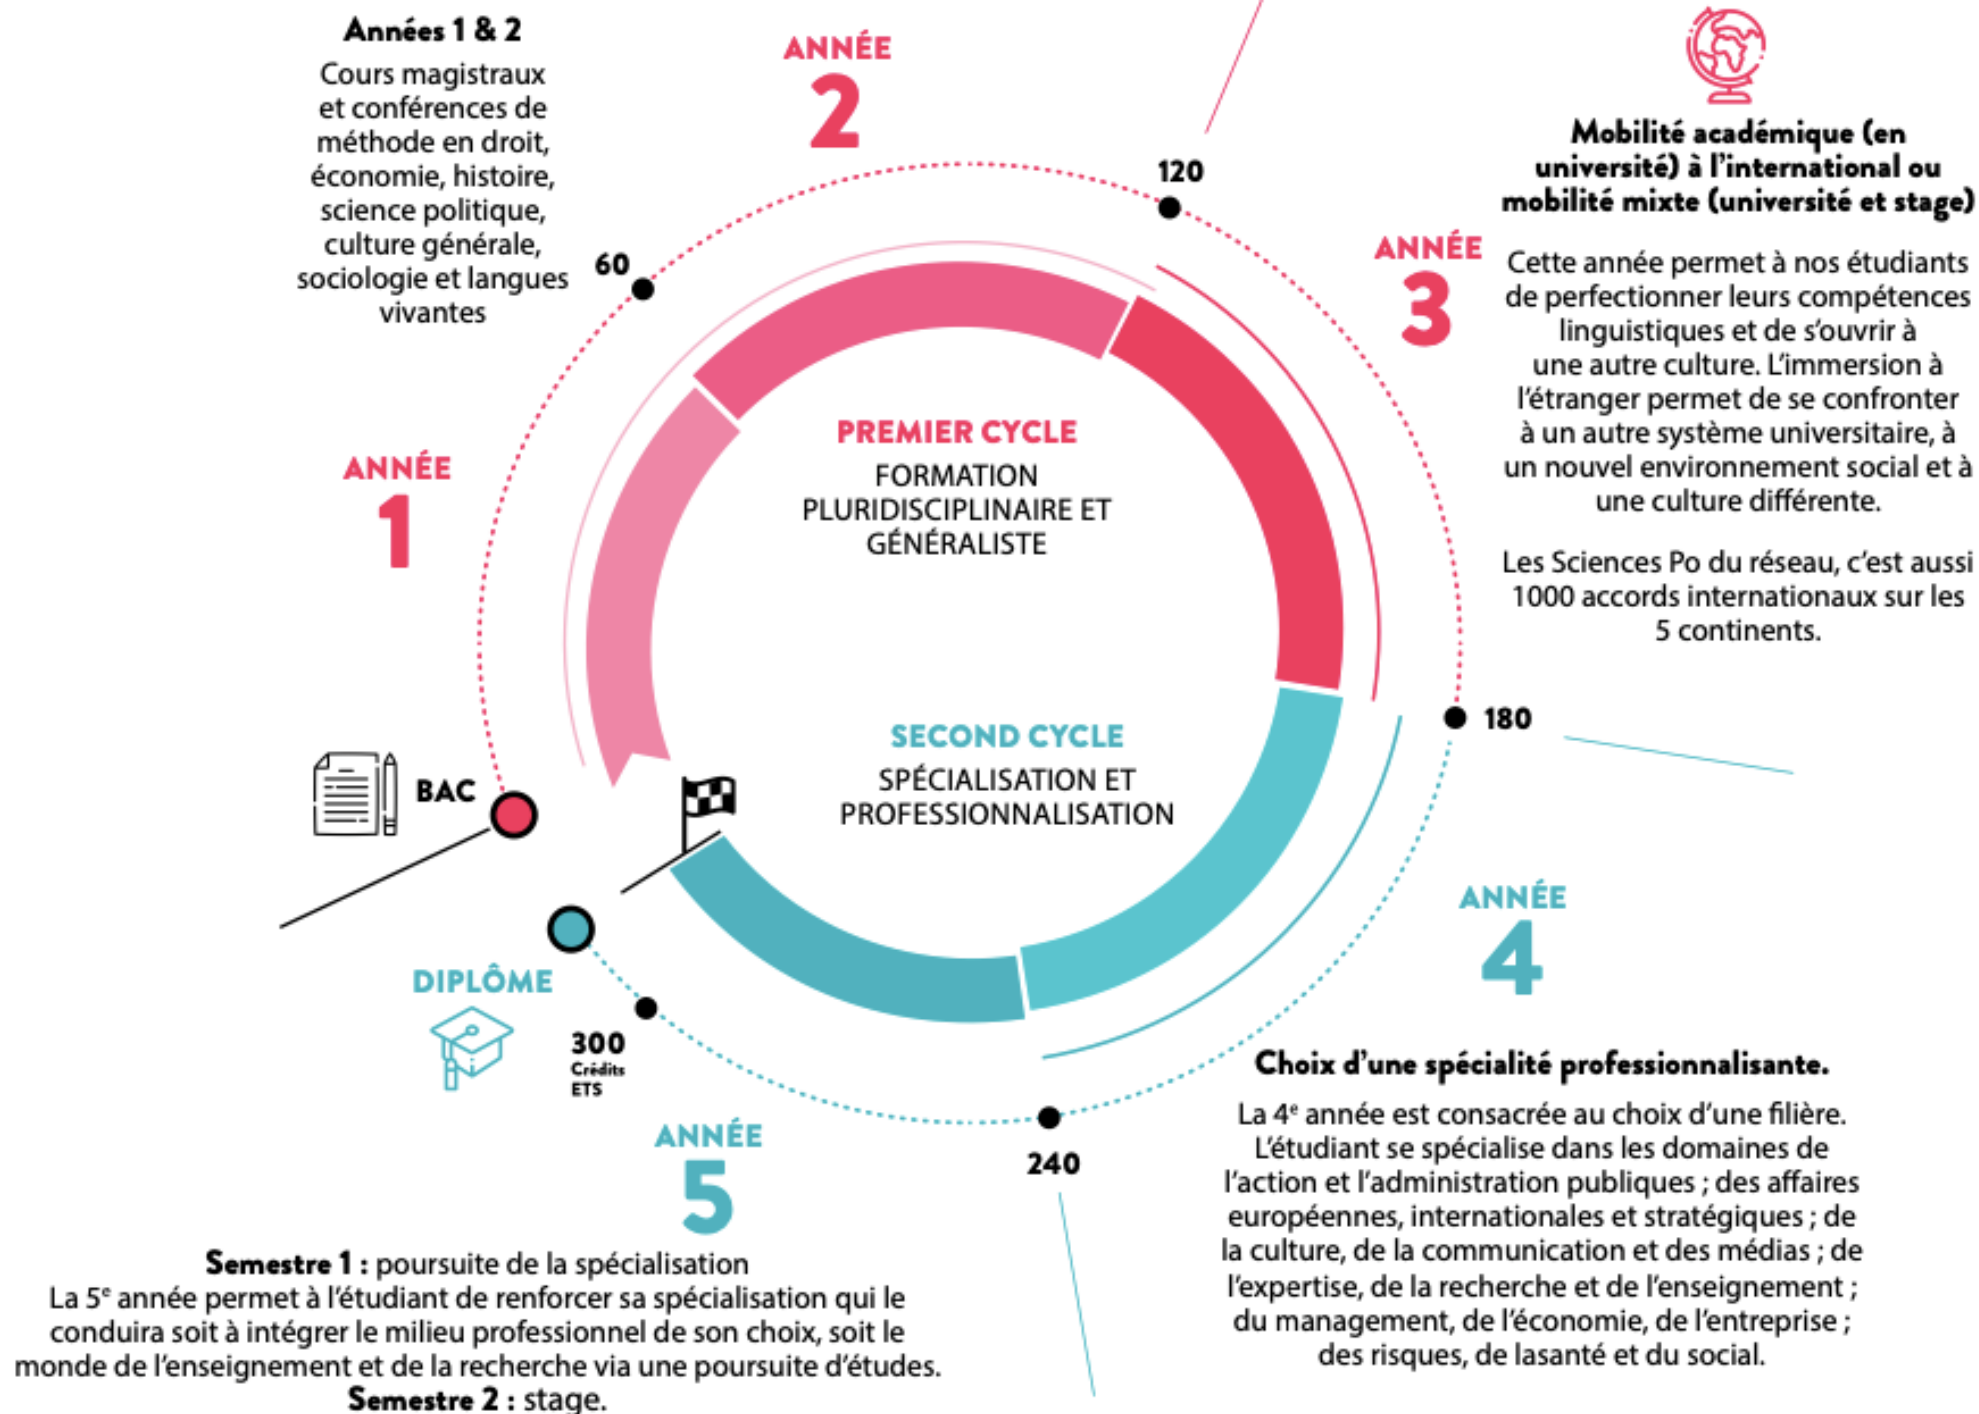 Années 1 & 2
Cours magistraux
et conférences de
méthode en droit,
économie, histoire,
science politique,
culture générale,
sociologie et langues
vivantes
ANNÉE
1
60
ANNÉE
2
120
ANNÉE
3
Mobilité académique (en
université) à l’international ou
mobilité mixte (université et stage)
Cette année permet à nos étudiants
de perfectionner leurs compétences
linguistiques et de s’ouvrir à
une autre culture. L’immersion à
l’étranger permet de se confronter
à un autre système universitaire, à
un nouvel environnement social et à
une culture différente.
Les Sciences Po du réseau, c’est aussi
1000 accords internationaux sur les
5 continents.
180
PREMIER CYCLE
FORMATION
PLURIDISCIPLINAIRE ET
GÉNÉRALISTE
SECOND CYCLE
SPÉCIALISATION ET
PROFESSIONNALISATION
BAC
DIPLÔME
300
Crédits
ETS
ANNÉE
4
Choix d’une spécialité professionnalisante.
La 4e année est consacrée au choix d’une filière.
L’étudiant se spécialise dans les domaines de
l’action et l’administration publiques ; des affaires
européennes, internationales et stratégiques ; de
la culture, de la communication et des médias ; de
l’expertise, de la recherche et de l’enseignement ;
du management, de l’économie, de l’entreprise ;
des risques, de lasanté et du social.
240
ANNÉE
5
Semestre 1 : poursuite de la spécialisation
La 5e année permet à l’étudiant de renforcer sa spécialisation qui le
conduira soit à intégrer le milieu professionnel de son choix, soit le
monde de l’enseignement et de la recherche via une poursuite d’études.
Semestre 2 : stage.